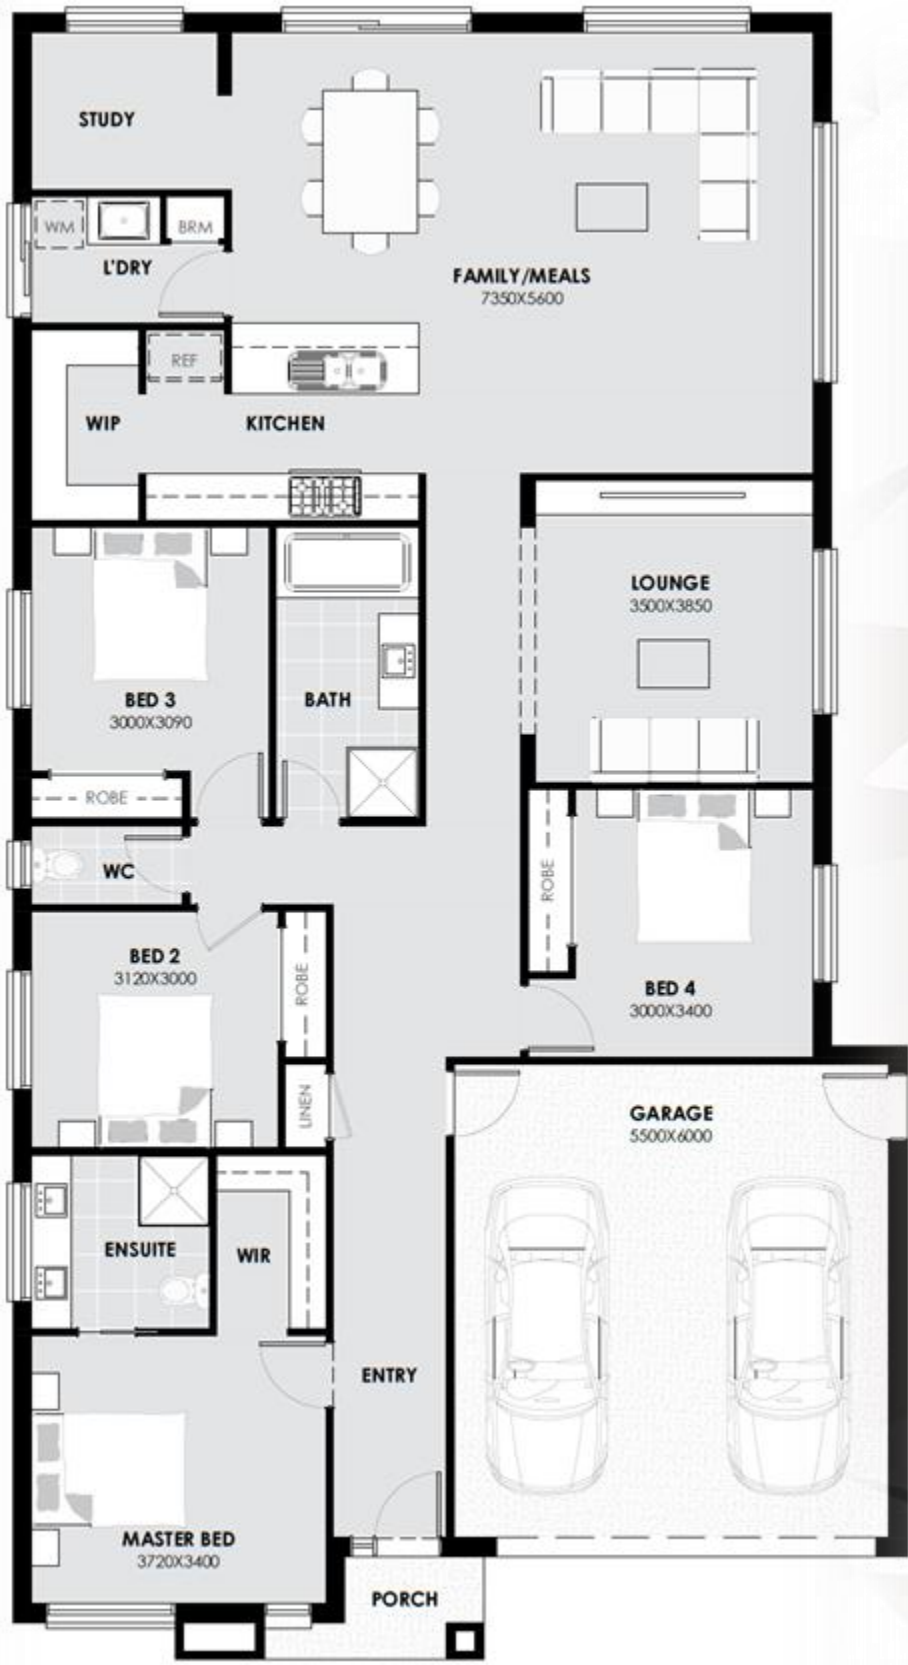 STUDY
WM
BRM
L'DRY
FAMILY/MEALS
7350X5600
REF
WIP
KITCHEN
LOUNGE
3500X3850
BED 3
3000X3090
BATH
ROBE
WC
ROBE
BED 2
3120X3000
ROBE
BED 4
3000X3400
LINEN
GARAGE
5500X6000
ENSUITE
WIR
ENTRY
MASTER BED
3720X3400
PORCH